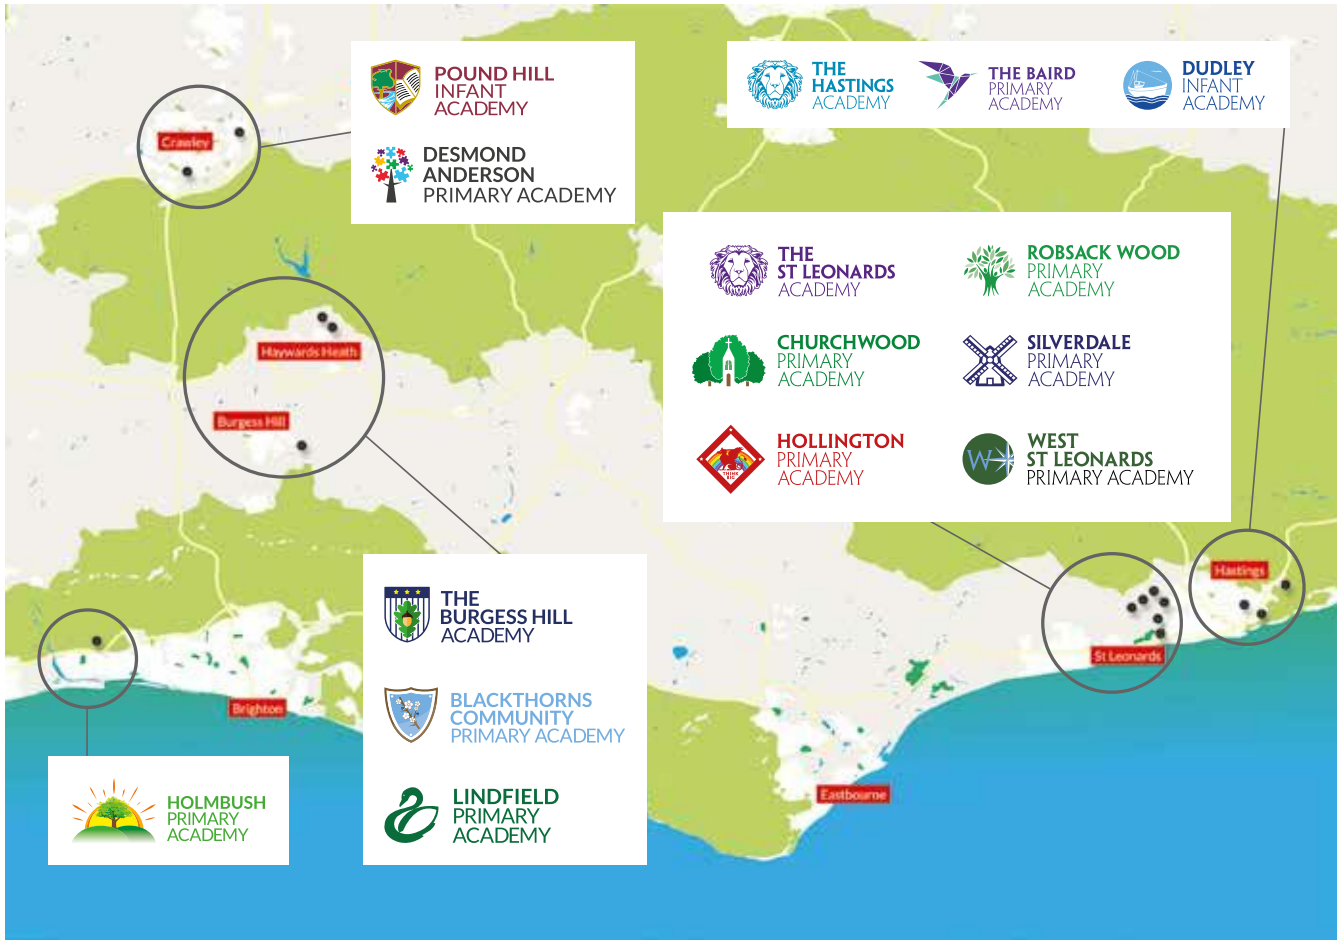 POUND HILL
INFANT
ACADEMY
DESMOND
ANDERSON
PRIMARY ACADEMY
THE
HASTINGS
ACADEMY
THE BAIRD
PRIMARY
ACADEMY
DUDLEY
INFANT
ACADEMY
Crawley
THE
ST LEONARDS
ACADEMY
ROBSACK WOOD
PRIMARY
ACADEMY
CHURCHWOOD
PRIMARY
ACADEMY
SILVERDALE
PRIMARY
ACADEMY
HOLLINGTON
PRIMARY
ACADEMY
THINK
BIG
W
WEST
ST LEONARDS
PRIMARY ACADEMY
Haywards Heath
Burgess Hill
Hastings
St Leonards
THE
BURGESS HILL
ACADEMY
BLACKTHORNS
COMMUNITY
PRIMARY ACADEMY
LINDFIELD
PRIMARY
ACADEMY
Brighton
Eastbourne
HOLMBUSH
PRIMARY
ACADEMY